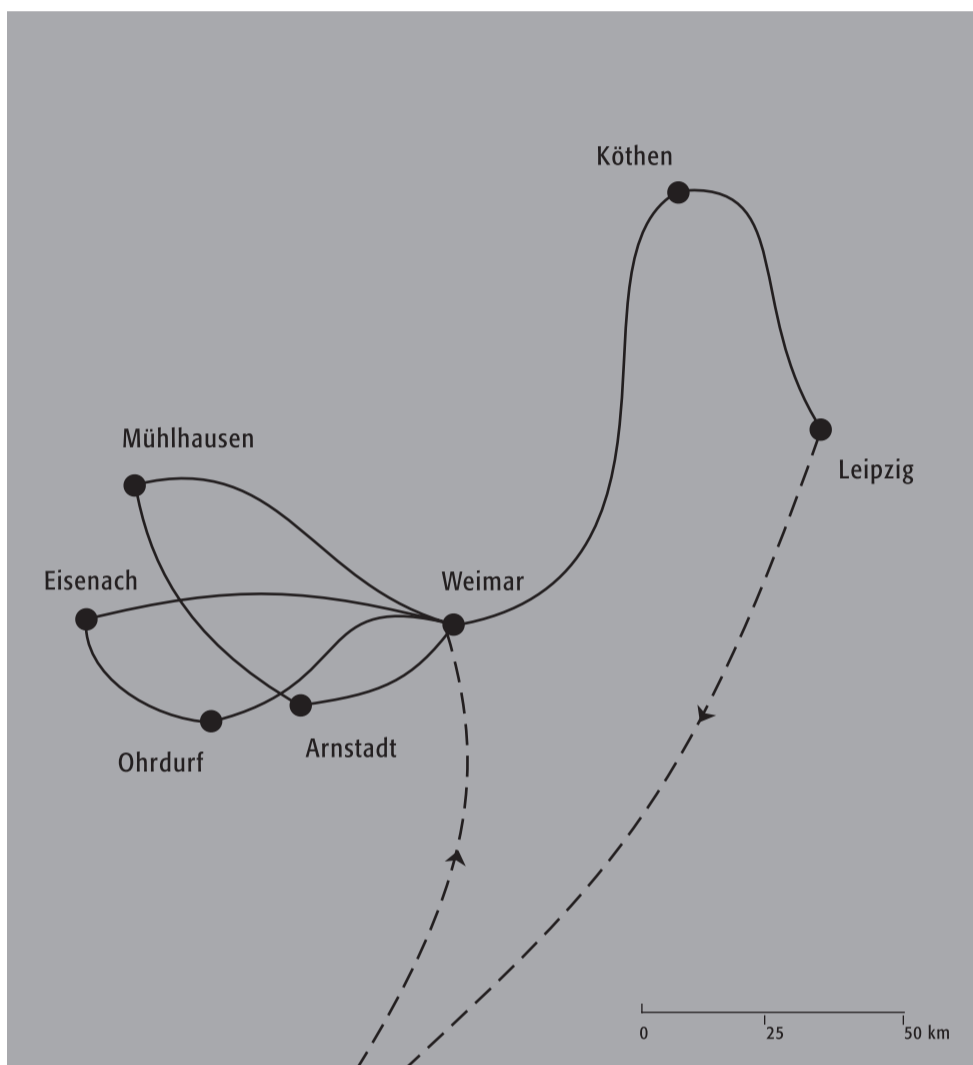 Köthen
Mühlhausen
Leipzig
Eisenach
Weimar
Ohrdurf
Arnstadt
0 25 50 km